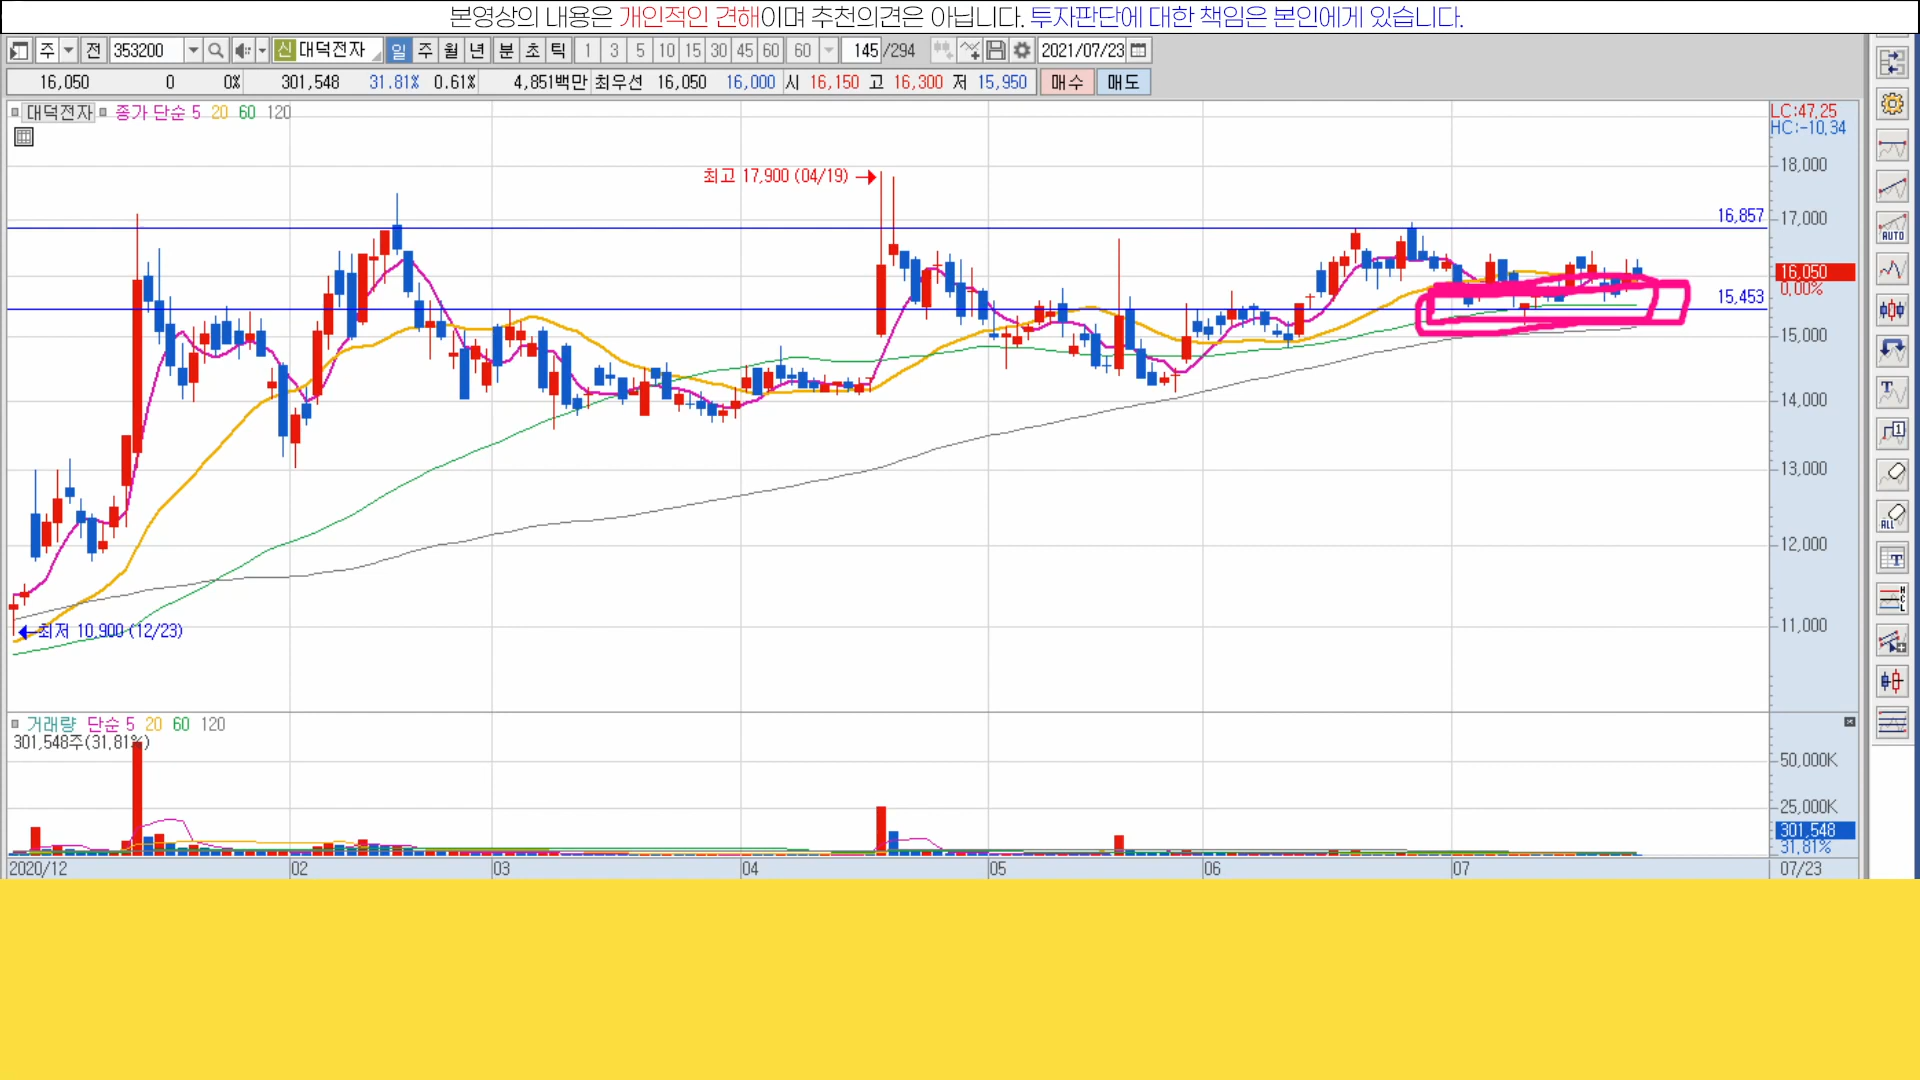 본영상의 내용은 개인적인 견해이며 추천의견은 아닙니다. 투자판단에 대한 책임은 본인에게 있습니다.
주 전 353200 신 대덕전자 일 주 월 년 분 초 틱 1 3 5 10 15 30 45 60 60 145 /294 2021/07/23
16,050 0 0% 301,548 31.81% 0.61% 4,851백만 최우선 16,050 16,000 시 16,150 고 16,300 저 15,950 매수 매도
대덕전자 종가 단순 5 20 60 120
LC:47.25
HC:-10.34
18,000
최고 17,900 (04/19)
16,857
17,000
16,050
0.00%
15,453
15,000
14,000
13,000
12,000
11,000
최저 10,900 (12/23)
거래량 단순 5 20 60 120
301,548주(31.81%)
50,000K
25,000K
301,548
31.81%
2020/12 02 03 04 05 06 07 07/23
AUTO
T
1
ALL
T
H
C
L